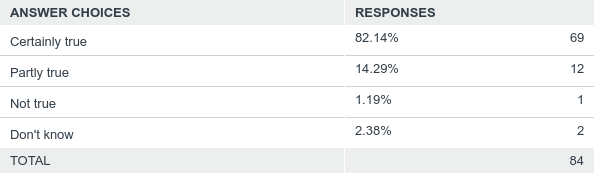 ANSWER CHOICES RESPONSES
Certainly true 82.14% 69
Partly true 14.29% 12
Not true 1.19% 1
Don't know 2.38% 2
TOTAL 84